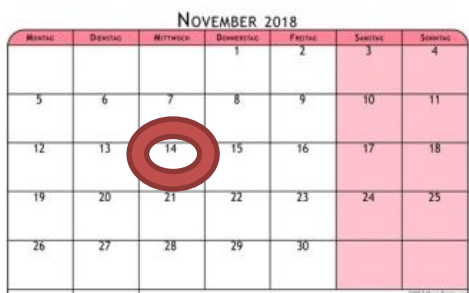 NOVEMBER 2018
MONTAG DIENSTAG MITTWOCH DONNERSTAG FREITAG SAMSTAG SONNTAG
1 2 3 4
5 6 7 8 9 10 11
12 13 14 15 16 17 18
19 20 21 22 23 24 25
26 27 28 29 30